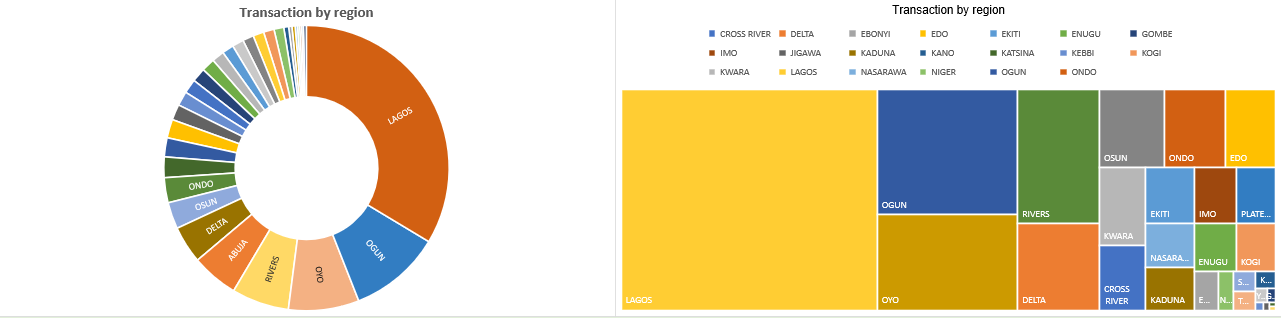 Transaction by region
LAGOS
OGUN
OYO
RIVERS
ABUJA
DELTA
OSUN
ONDO
Transaction by region
CROSS RIVER DELTA EBONYI EDO EKITI ENUGU GOMBE
IMO JIGAWA KADUNA KANO KATSINA KEBBI KOGI
KWARA LAGOS NASARAWA NIGER OGUN ONDO
LAGOS
OGUN
OYO
RIVERS
DELTA
OSUN
ONDO
EDO
KWARA
CROSS
RIVER
EKITI
NASARA...
KADUNA
IMO
PLATE...
ENUGU
KOGI
E...
N...
S...
T...
K...